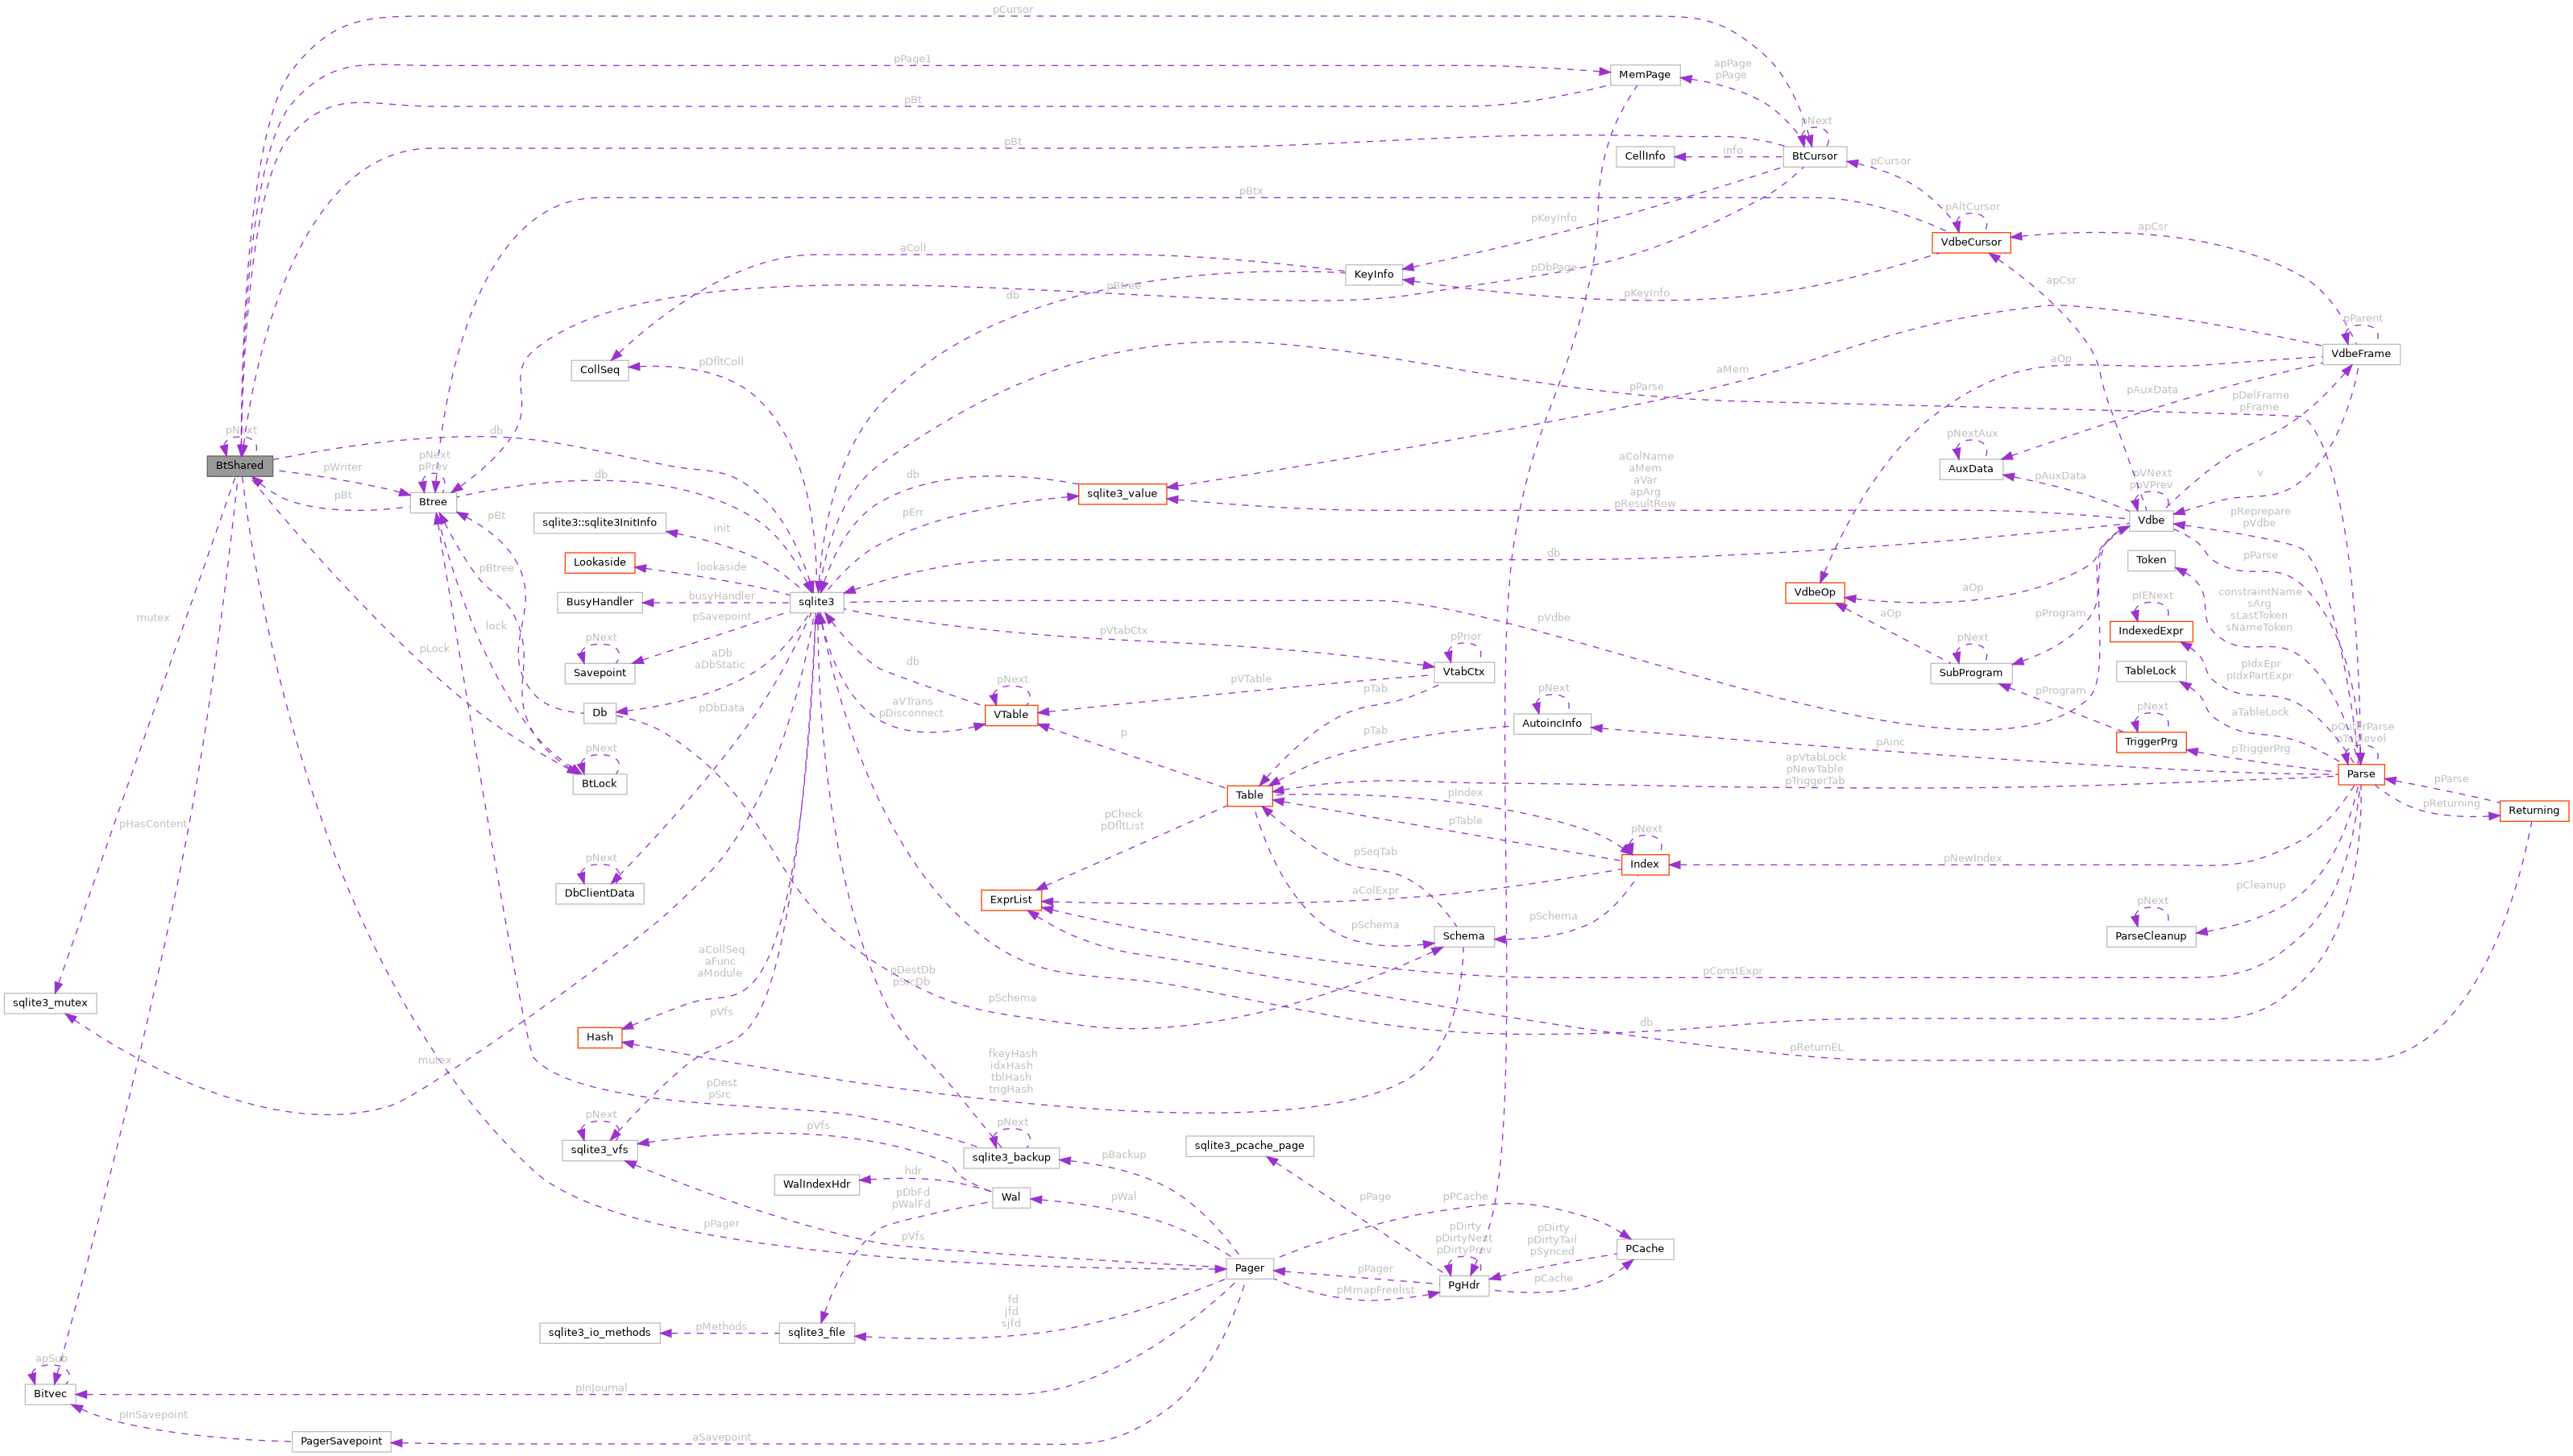 pCursor
pPage1
MemPage
apPage
pPage
pBt
pNext
pBt
CellInfo
info
BtCursor
pCursor
pBtx
pAltCursor
pKeyInfo
apCsr
VdbeCursor
aColl
pDbPage
KeyInfo
pBtree
db
pKeyInfo
apCsr
pParent
VdbeFrame
pDfltColl
CollSeq
aOp
aMem
pParse
pAuxData
pDelFrame
pFrame
pNext
db
BtShared
pWriter
pNext
pPrev
pNextAux
AuxData
aColName
aMem
aVar
apArg
pResultRow
pAuxData
pVNext
ppVPrev
v
db
db
sqlite3_value
pBt
Btree
pErr
pBt
sqlite3::sqlite3InitInfo
init
Vdbe
pReprepare
pVdbe
db
pParse
Lookaside
lookaside
pBtree
Token
VdbeOp
aOp
BusyHandler
busyHandler
sqlite3
constraintName
sArg
sLastToken
sNameToken
pIENext
IndexedExpr
mutex
lock
pSavepoint
pVtabCtx
pVdbe
aOp
pProgram
pNext
pPrior
pNext
pLock
Savepoint
aDb
aDbStatic
db
pVTable
VtabCtx
SubProgram
TableLock
pIdxEpr
pIdxPartExpr
pNext
pTab
pNext
pProgram
Db
pDbData
aVTrans
pDisconnect
VTable
AutoincInfo
pNext
aTableLock
p
pTab
pAinc
TriggerPrg
pTriggerPrg
pOuterParse
pToplevel
pNext
BtLock
apVtabLock
pNewTable
pTriggerTab
Parse
pParse
Table
pIndex
pReturning
Returning
pHasContent
pCheck
pDfltList
pTable
pNext
pSeqTab
Index
pNewIndex
pNext
DbClientData
ExprList
aColExpr
pCleanup
pNext
pSchema
pSchema
Schema
ParseCleanup
aCollSeq
aFunc
aModule
pDestDb
pSrcDb
pConstExpr
sqlite3_mutex
pSchema
pVfs
db
Hash
mutex
fkeyHash
idxHash
tblHash
trigHash
pReturnEL
pDest
pSrc
pNext
pVfs
pNext
sqlite3_vfs
sqlite3_backup
pBackup
sqlite3_pcache_page
hdr
WalIndexHdr
pDbFd
pWalFd
Wal
pWal
pPage
pPCache
pPager
pVfs
pDirty
pDirtyNext
pDirtyPrev
pDirty
pDirtyTail
pSynced
PCache
Pager
pPager
PgHdr
pCache
pMmapFreelist
fd
jfd
sjfd
sqlite3_io_methods
pMethods
sqlite3_file
apSub
Bitvec
pInJournal
pInSavepoint
PagerSavepoint
aSavepoint